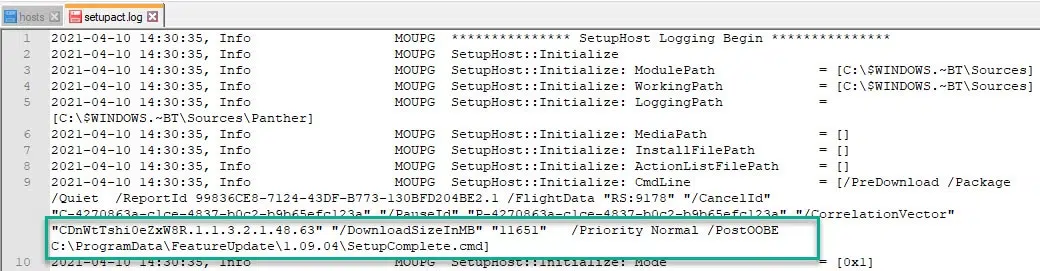 hosts setupact.log
1 2021-04-10 14:30:35, Info MOUPG *************** SetupHost Logging Begin ***************
2 2021-04-10 14:30:35, Info MOUPG SetupHost::Initialize
3 2021-04-10 14:30:35, Info MOUPG SetupHost::Initialize: ModulePath = [C:\$WINDOWS.~BT\Sources]
4 2021-04-10 14:30:35, Info MOUPG SetupHost::Initialize: WorkingPath = [C:\$WINDOWS.~BT\Sources]
5 2021-04-10 14:30:35, Info MOUPG SetupHost::Initialize: LoggingPath =
[C:\$WINDOWS.~BT\Sources\Panther]
6 2021-04-10 14:30:35, Info MOUPG SetupHost::Initialize: MediaPath = []
7 2021-04-10 14:30:35, Info MOUPG SetupHost::Initialize: InstallFilePath = []
8 2021-04-10 14:30:35, Info MOUPG SetupHost::Initialize: ActionListFilePath = []
9 2021-04-10 14:30:35, Info MOUPG SetupHost::Initialize: CmdLine = [/PreDownload /Package
/Quiet /ReportId 99836CE8-7124-43DF-B773-130BFD204BE2.1 /FlightData "RS:9178" "/CancelId"
"C-4270863a-c1ce-4837-b0c2-b9b65efc123a" "/PauseId" "P-4270863a-c1ce-4837-b0c2-b9b65efc123a" "/CorrelationVector"
"CDnWtTshi0eZxW8R.1.1.3.2.1.48.63" "/DownloadSizeInMB" "11651" /Priority Normal /PostOOBE
C:\ProgramData\FeatureUpdate\1.09.04\SetupComplete.cmd]
10 2021-04-10 14:30:35, Info MOUPG SetupHost::Initialize: Mode = [0x1]